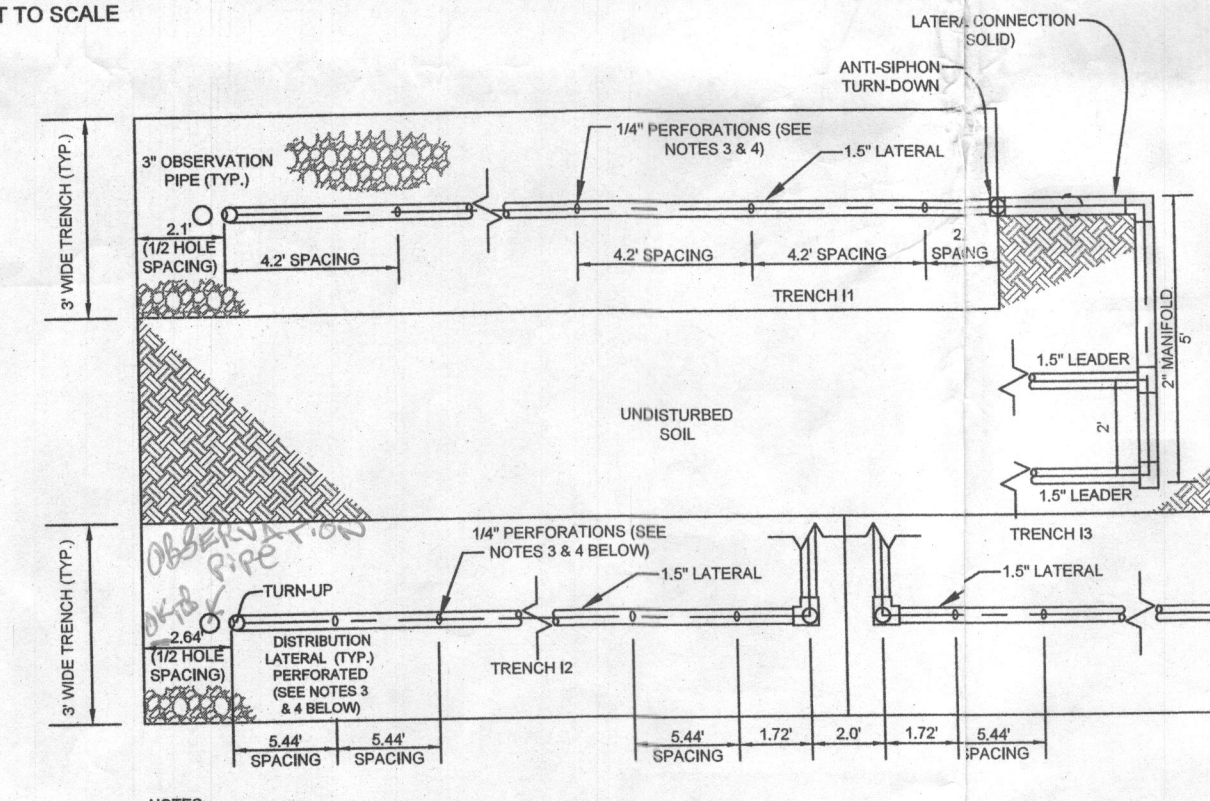 T TO SCALE
LATERA CONNECTION
SOLID)
ANTI-SIPHON
TURN-DOWN
1/4" PERFORATIONS (SEE
NOTES 3 & 4)
1.5" LATERAL
3" OBSERVATION
PIPE (TYP.)
3' WIDE TRENCH (TYP.)
2.1'
(1/2 HOLE
SPACING)
4.2' SPACING
4.2' SPACING
4.2' SPACING
2.
SPA NG
TRENCH I1
2" MANIFOLD
5'
1.5" LEADER
2'
1.5" LEADER
UNDISTURBED
SOIL
TRENCH I3
OBSERVATION
PIPE
3' WIDE TRENCH (TYP.)
1/4" PERFORATIONS (SEE
NOTES 3 & 4 BELOW)
1.5" LATERAL
1.5" LATERAL
TURN-UP
2.64'
(1/2 HOLE
SPACING)
DISTRIBUTION
LATERAL (TYP.)
PERFORATED
(SEE NOTES 3
& 4 BELOW)
TRENCH I2
5.44'
SPACING
5.44'
SPACING
5.44'
SPACING
1.72'
2.0'
1.72'
5.44'
SPACING
NOTES